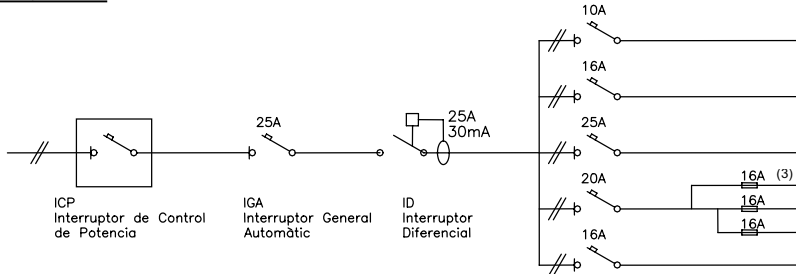 10A
16A
25A
25A
30mA
25A
20A
16A (3)
16A
16A
16A
ICP
Interruptor de Control
de Potencia
IGA
Interruptor General
Automàtic
ID
Interruptor
Diferencial